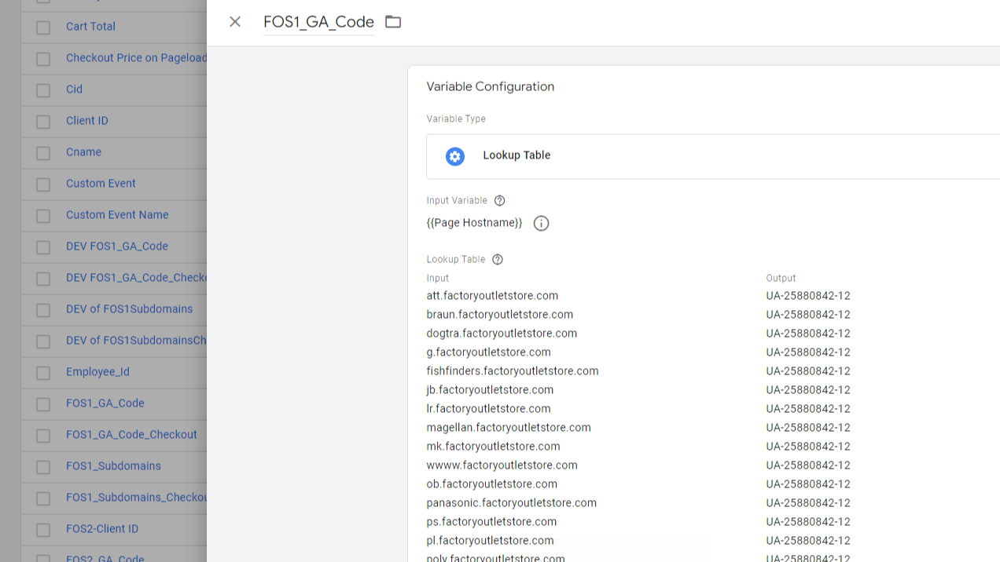 Cart Total
Checkout Price on Pageload
Cid
Client ID
Cname
Custom Event
Custom Event Name
DEV FOS1_GA_Code
DEV FOS1_GA_Code_Checko
DEV of FOS1Subdomains
DEV of FOS1SubdomainsCh
Employee_Id
FOS1_GA_Code
FOS1_GA_Code_Checkout
FOS1_Subdomains
FOS1_Subdomains_Checkou
FOS2-Client ID
FOS2_GA_Code
FOS1_GA_Code
Variable Configuration
Variable Type
Lookup Table
Input Variable
{{Page Hostname}}
Lookup Table
Input Output
att.factoryoutletstore.com UA-25880842-12
braun.factoryoutletstore.com UA-25880842-12
dogtra.factoryoutletstore.com UA-25880842-12
g.factoryoutletstore.com UA-25880842-12
fishfinders.factoryoutletstore.com UA-25880842-12
jb.factoryoutletstore.com UA-25880842-12
lr.factoryoutletstore.com UA-25880842-12
magellan.factoryoutletstore.com UA-25880842-12
mk.factoryoutletstore.com UA-25880842-12
wwww.factoryoutletstore.com UA-25880842-12
ob.factoryoutletstore.com UA-25880842-12
panasonic.factoryoutletstore.com UA-25880842-12
ps.factoryoutletstore.com UA-25880842-12
pl.factoryoutletstore.com UA-25880842-12
poly.factoryoutletstore.com UA-25880842-12